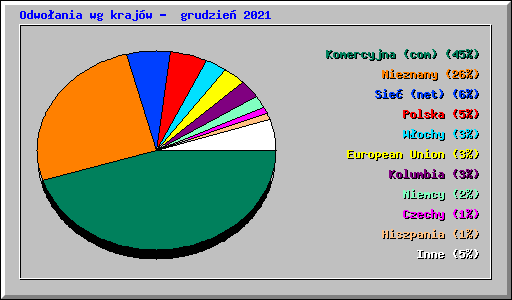 Odwołania wg krajów - grudzień 2021
Komercyjna (com) (45%)
Nieznany (26%)
Sieć (net) (6%)
Polska (5%)
Włochy (3%)
European Union (3%)
Kolumbia (3%)
Niemcy (2%)
Czechy (1%)
Hiszpania (1%)
Inne (5%)